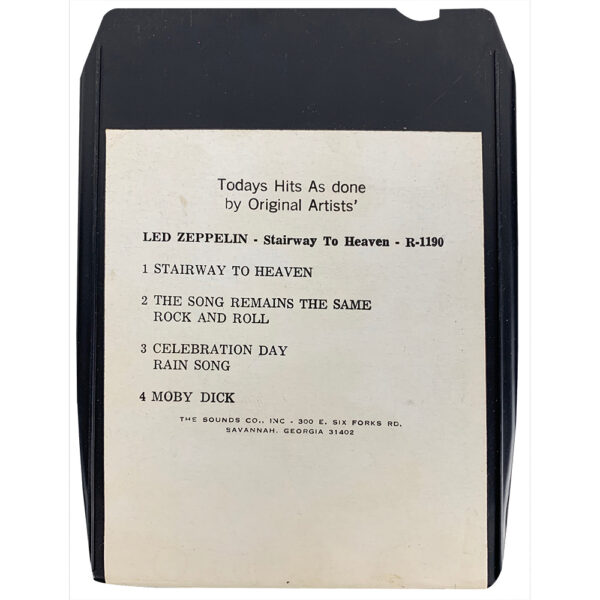 Todays Hits As done
by Original Artists'
LED ZEPPELIN - Stairway To Heaven - R-1190
1 STAIRWAY TO HEAVEN
2 THE SONG REMAINS THE SAME
ROCK AND ROLL
3 CELEBRATION DAY
RAIN SONG
4 MOBY DICK
THE SOUNDS CO., INC - 300 E. SIX FORKS RD.
SAVANNAH, GEORGIA 31402